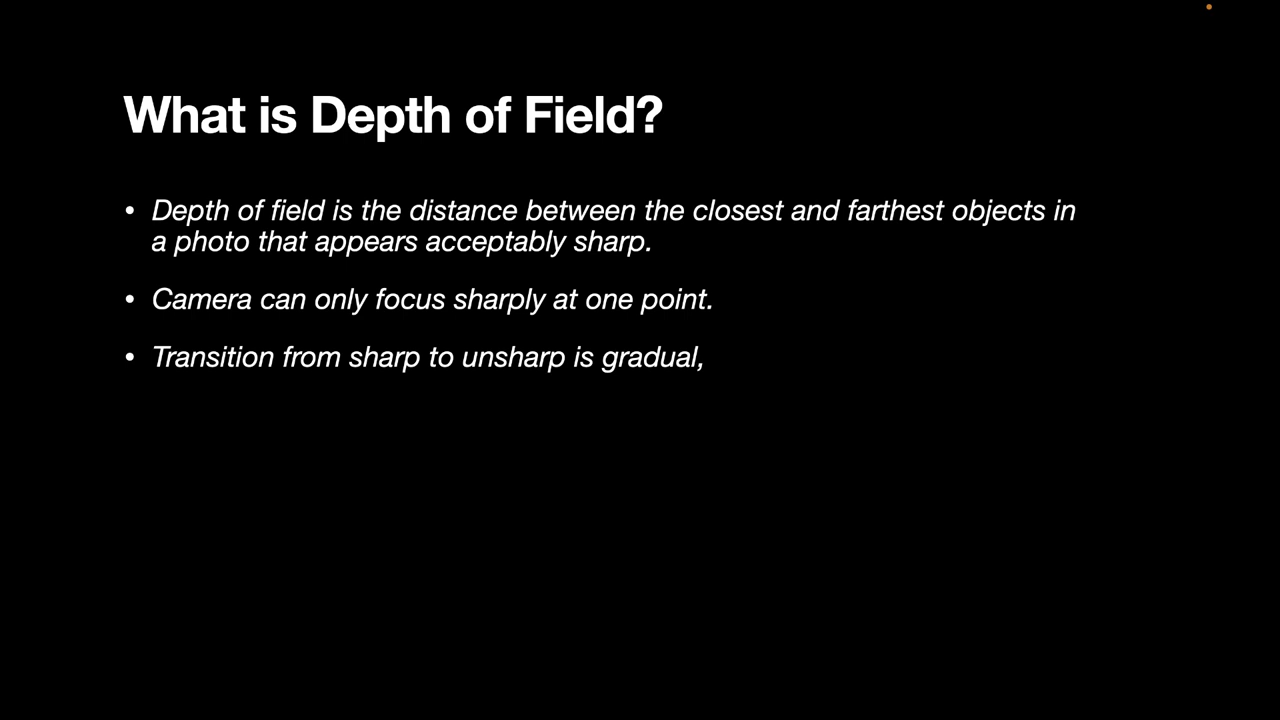 What is Depth of Field?
• Depth of field is the distance between the closest and farthest objects in
a photo that appears acceptably sharp.
• Camera can only focus sharply at one point.
• Transition from sharp to unsharp is gradual,